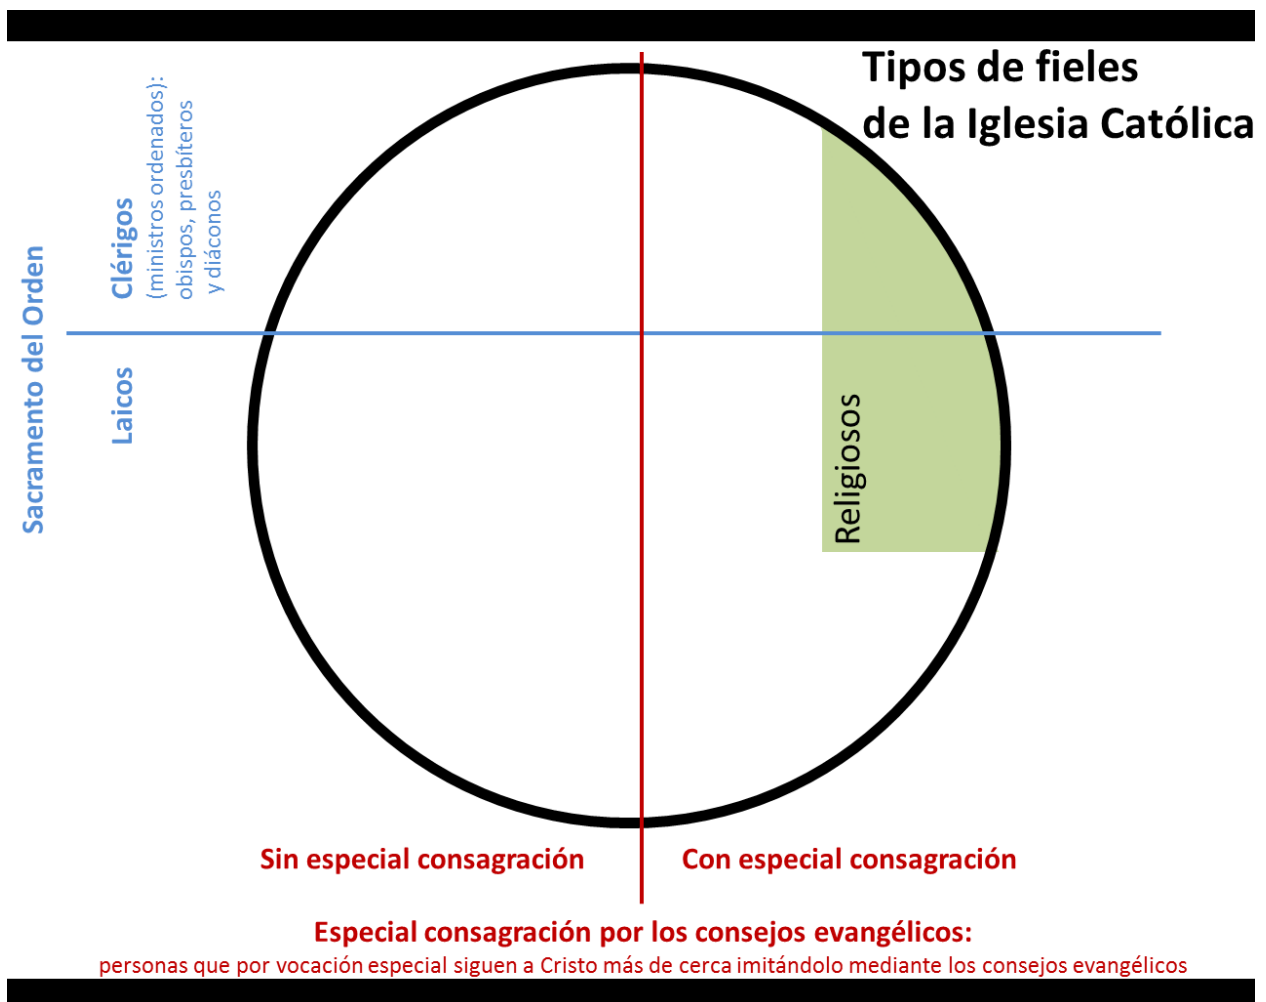 Tipos de fieles
de la Iglesia Católica
Sacramento del Orden
Clérigos
(ministros ordenados):
obispos, presbíteros
y diáconos
Laicos
Religiosos
Sin especial consagración
Con especial consagración
Especial consagración por los consejos evangélicos:
personas que por vocación especial siguen a Cristo más de cerca imitándolo mediante los consejos evangélicos